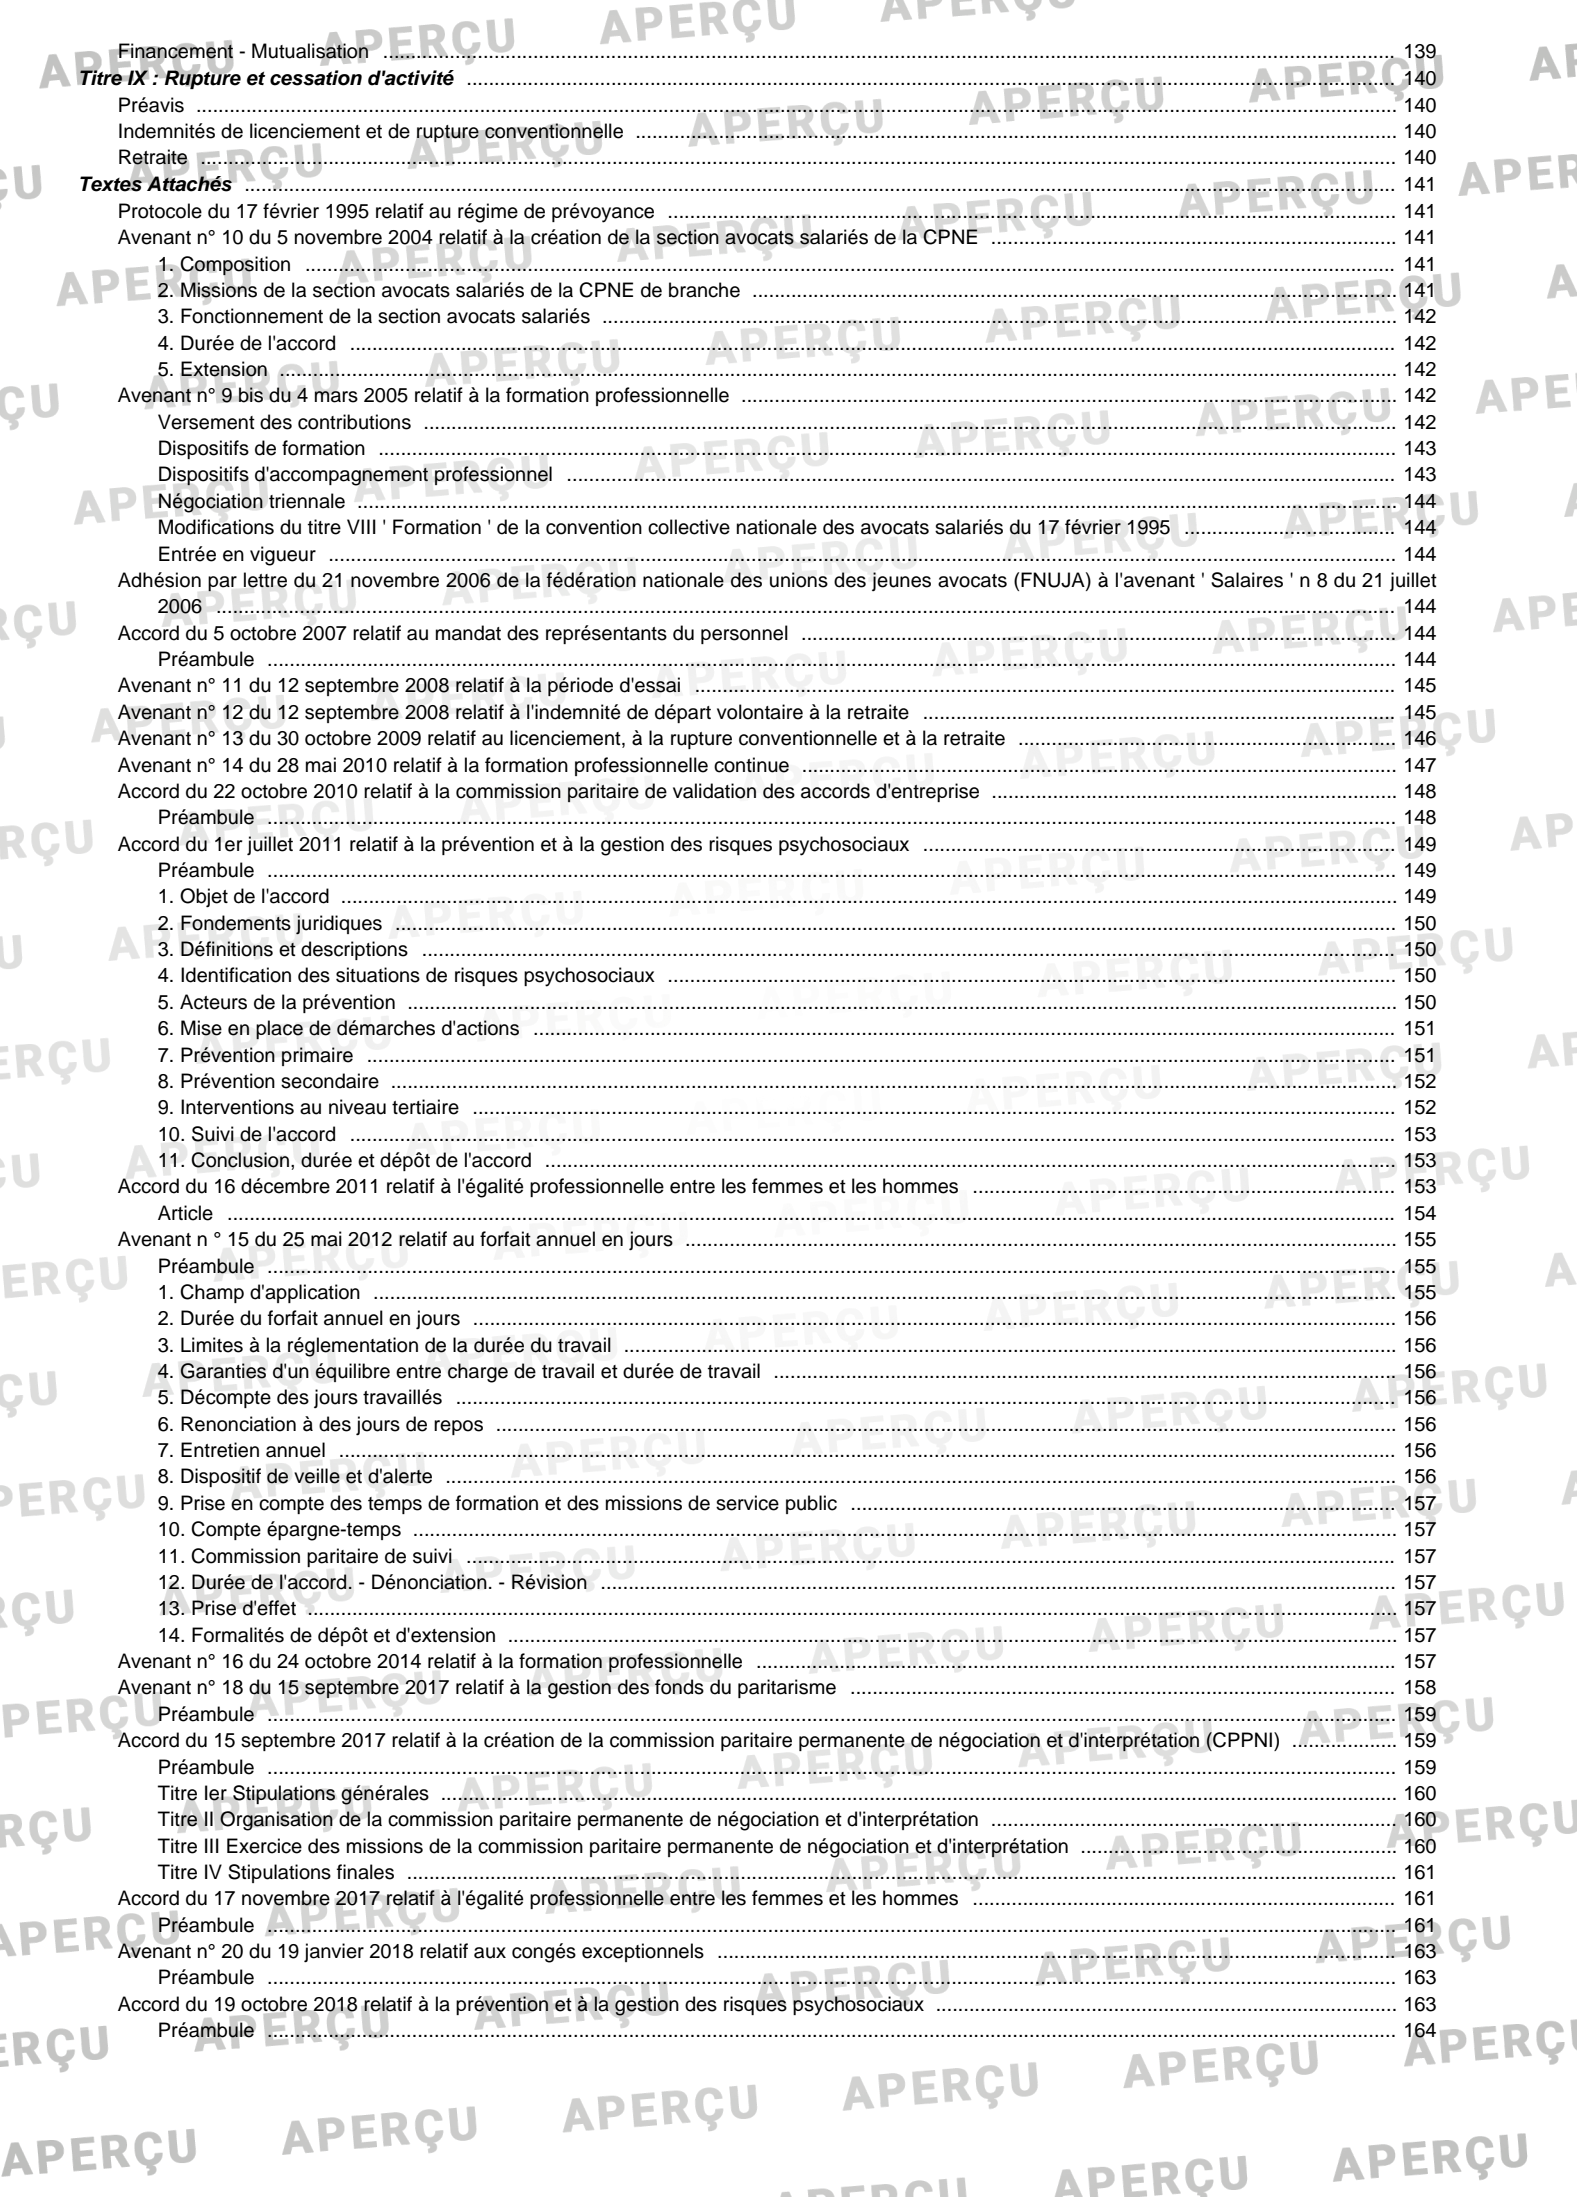 Financement - Mutualisation ........ 139
Titre IX : Rupture et cessation d'activité ........ 140
Préavis ........ 140
Indemnités de licenciement et de rupture conventionnelle ........ 140
Retraite ........ 140
Textes Attachés ........ 141
Protocole du 17 février 1995 relatif au régime de prévoyance ........ 141
Avenant n° 10 du 5 novembre 2004 relatif à la création de la section avocats salariés de la CPNE ........ 141
1. Composition ........ 141
2. Missions de la section avocats salariés de la CPNE de branche ........ 141
3. Fonctionnement de la section avocats salariés ........ 142
4. Durée de l'accord ........ 142
5. Extension ........ 142
Avenant n° 9 bis du 4 mars 2005 relatif à la formation professionnelle ........ 142
Versement des contributions ........ 142
Dispositifs de formation ........ 143
Dispositifs d'accompagnement professionnel ........ 143
Négociation triennale ........ 144
Modifications du titre VIII ' Formation ' de la convention collective nationale des avocats salariés du 17 février 1995 ........ 144
Entrée en vigueur ........ 144
Adhésion par lettre du 21 novembre 2006 de la fédération nationale des unions des jeunes avocats (FNUJA) à l'avenant ' Salaires ' n 8 du 21 juillet
2006 ........ 144
Accord du 5 octobre 2007 relatif au mandat des représentants du personnel ........ 144
Préambule ........ 144
Avenant n° 11 du 12 septembre 2008 relatif à la période d'essai ........ 145
Avenant n° 12 du 12 septembre 2008 relatif à l'indemnité de départ volontaire à la retraite ........ 145
Avenant n° 13 du 30 octobre 2009 relatif au licenciement, à la rupture conventionnelle et à la retraite ........ 146
Avenant n° 14 du 28 mai 2010 relatif à la formation professionnelle continue ........ 147
Accord du 22 octobre 2010 relatif à la commission paritaire de validation des accords d'entreprise ........ 148
Préambule ........ 148
Accord du 1er juillet 2011 relatif à la prévention et à la gestion des risques psychosociaux ........ 149
Préambule ........ 149
1. Objet de l'accord ........ 149
2. Fondements juridiques ........ 150
3. Définitions et descriptions ........ 150
4. Identification des situations de risques psychosociaux ........ 150
5. Acteurs de la prévention ........ 150
6. Mise en place de démarches d'actions ........ 151
7. Prévention primaire ........ 151
8. Prévention secondaire ........ 152
9. Interventions au niveau tertiaire ........ 152
10. Suivi de l'accord ........ 153
11. Conclusion, durée et dépôt de l'accord ........ 153
Accord du 16 décembre 2011 relatif à l'égalité professionnelle entre les femmes et les hommes ........ 153
Article ........ 154
Avenant n ° 15 du 25 mai 2012 relatif au forfait annuel en jours ........ 155
Préambule ........ 155
1. Champ d'application ........ 155
2. Durée du forfait annuel en jours ........ 156
3. Limites à la réglementation de la durée du travail ........ 156
4. Garanties d'un équilibre entre charge de travail et durée de travail ........ 156
5. Décompte des jours travaillés ........ 156
6. Renonciation à des jours de repos ........ 156
7. Entretien annuel ........ 156
8. Dispositif de veille et d'alerte ........ 156
9. Prise en compte des temps de formation et des missions de service public ........ 157
10. Compte épargne-temps ........ 157
11. Commission paritaire de suivi ........ 157
12. Durée de l'accord. - Dénonciation. - Révision ........ 157
13. Prise d'effet ........ 157
14. Formalités de dépôt et d'extension ........ 157
Avenant n° 16 du 24 octobre 2014 relatif à la formation professionnelle ........ 157
Avenant n° 18 du 15 septembre 2017 relatif à la gestion des fonds du paritarisme ........ 158
Préambule ........ 159
Accord du 15 septembre 2017 relatif à la création de la commission paritaire permanente de négociation et d'interprétation (CPPNI) ........ 159
Préambule ........ 159
Titre Ier Stipulations générales ........ 160
Titre II Organisation de la commission paritaire permanente de négociation et d'interprétation ........ 160
Titre III Exercice des missions de la commission paritaire permanente de négociation et d'interprétation ........ 160
Titre IV Stipulations finales ........ 161
Accord du 17 novembre 2017 relatif à l'égalité professionnelle entre les femmes et les hommes ........ 161
Préambule ........ 161
Avenant n° 20 du 19 janvier 2018 relatif aux congés exceptionnels ........ 163
Préambule ........ 163
Accord du 19 octobre 2018 relatif à la prévention et à la gestion des risques psychosociaux ........ 163
Préambule ........ 164
APERÇU